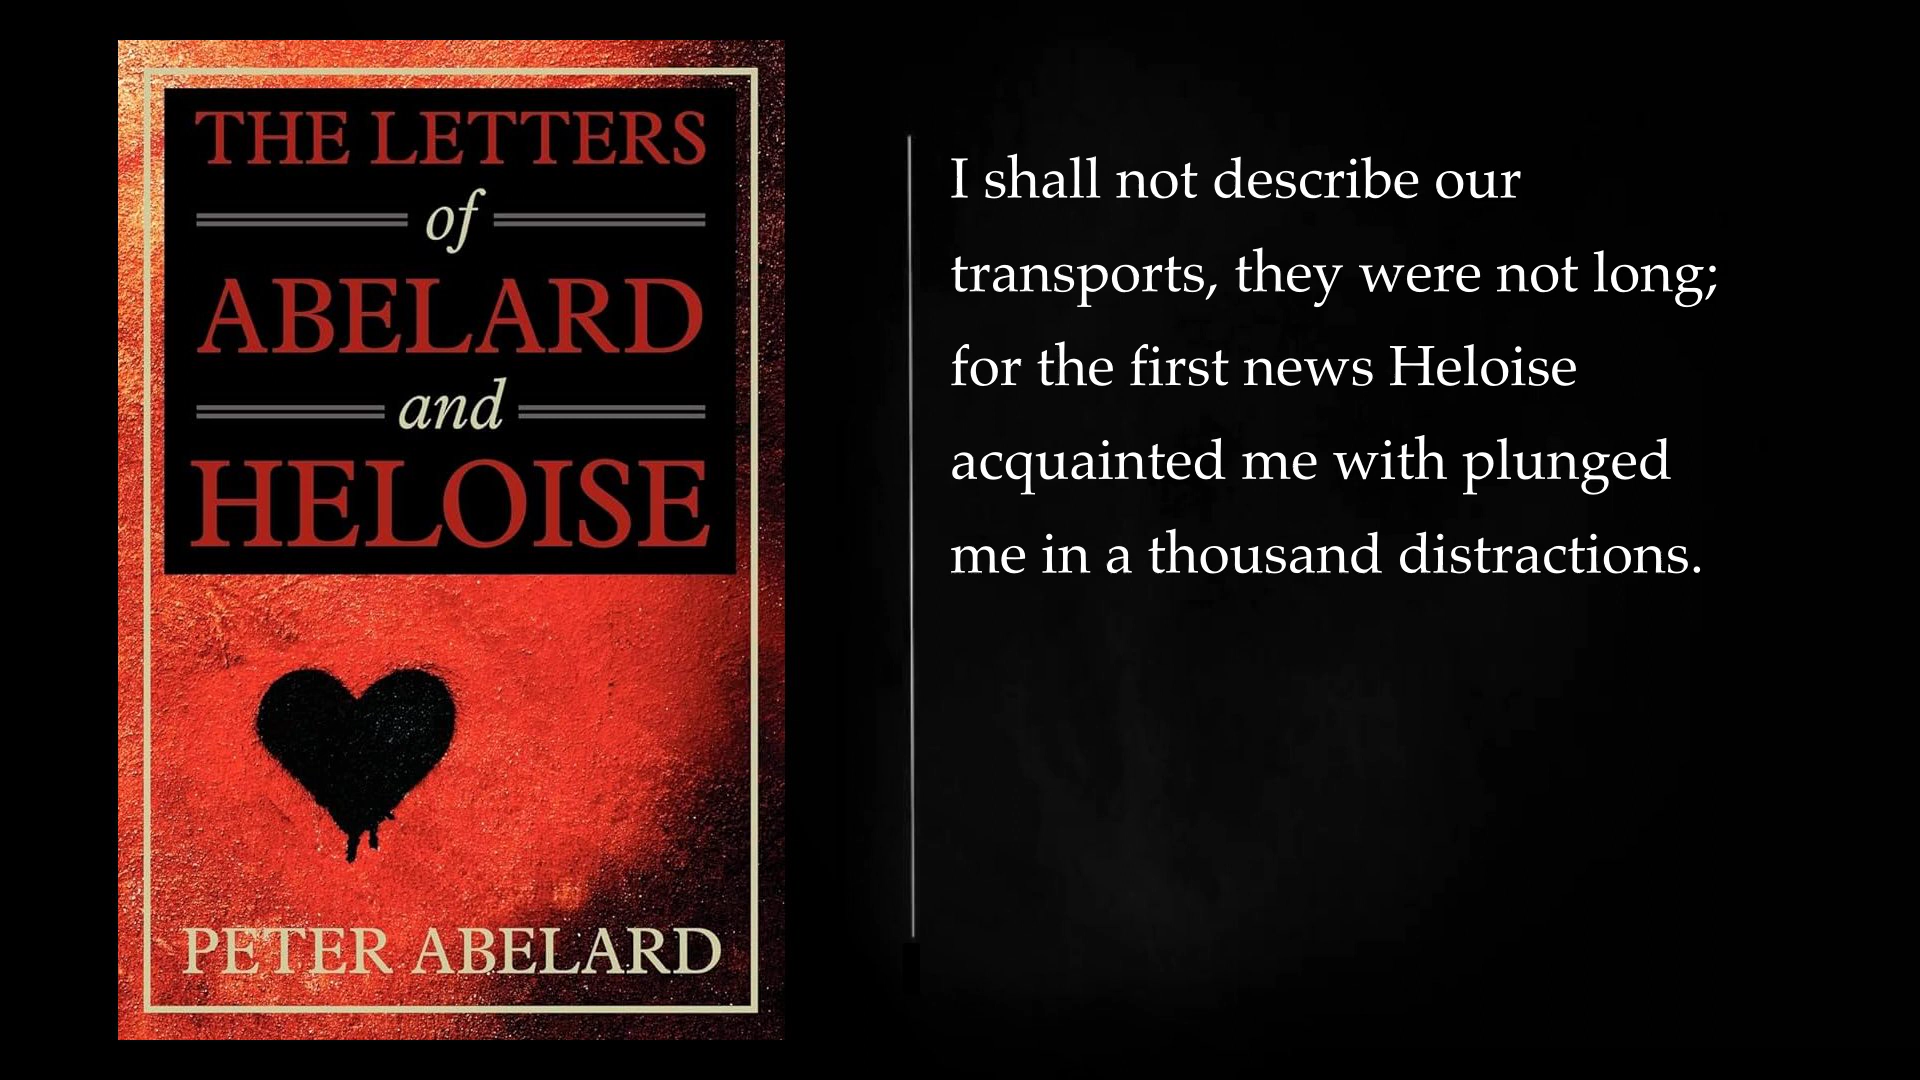 THE LETTERS
of
ABELARD
and
HELOISE
PETER ABELARD
I shall not describe our
transports, they were not long;
for the first news Heloise
acquainted me with plunged
me in a thousand distractions.